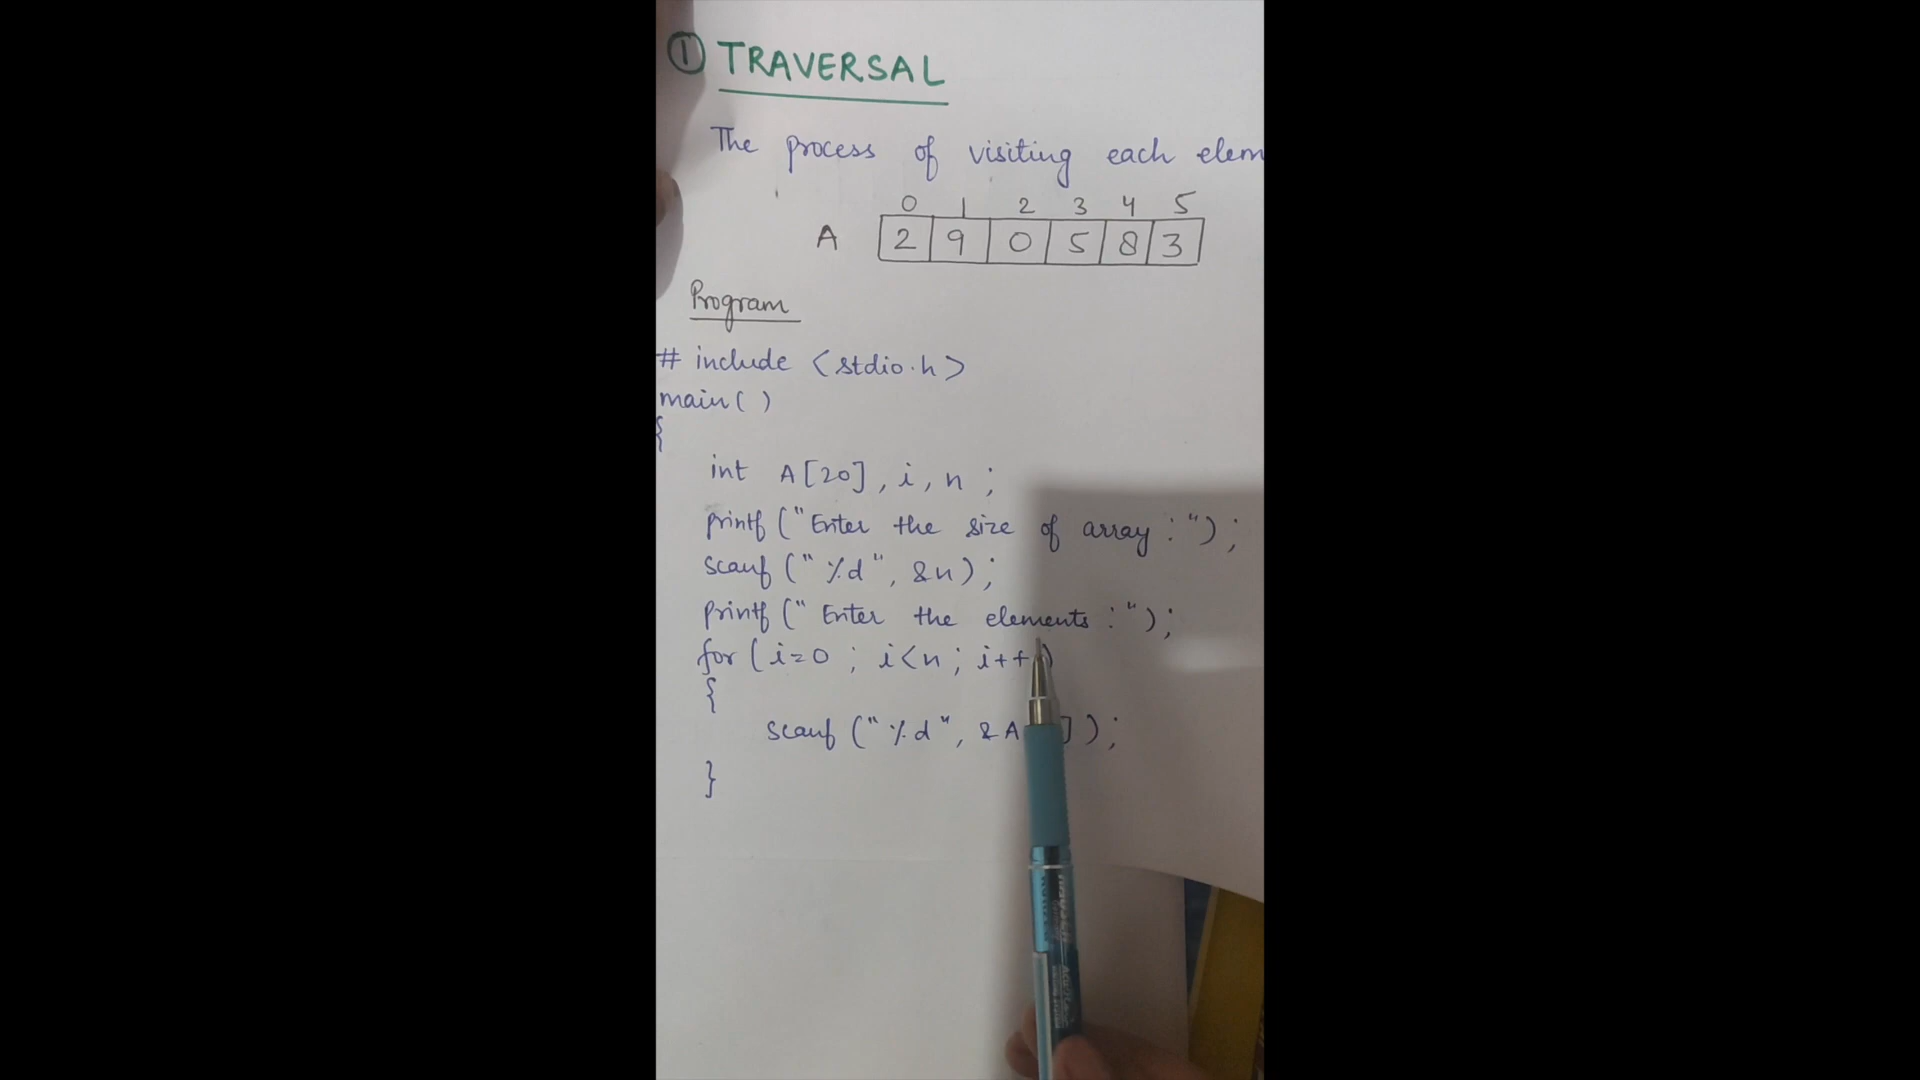 ① TRAVERSAL
The process of visiting each elem
0 1 2 3 4 5
A 2 9 0 5 8 3
Program
# include <stdio.h>
main( )
{
int A[20], i, n ;
printf ("Enter the size of array : ");
scanf ("%d", &n);
printf (" Enter the elements : ");
for ( i=0 ; i<n ; i++)
{
scanf ("%d", &A ] );
}